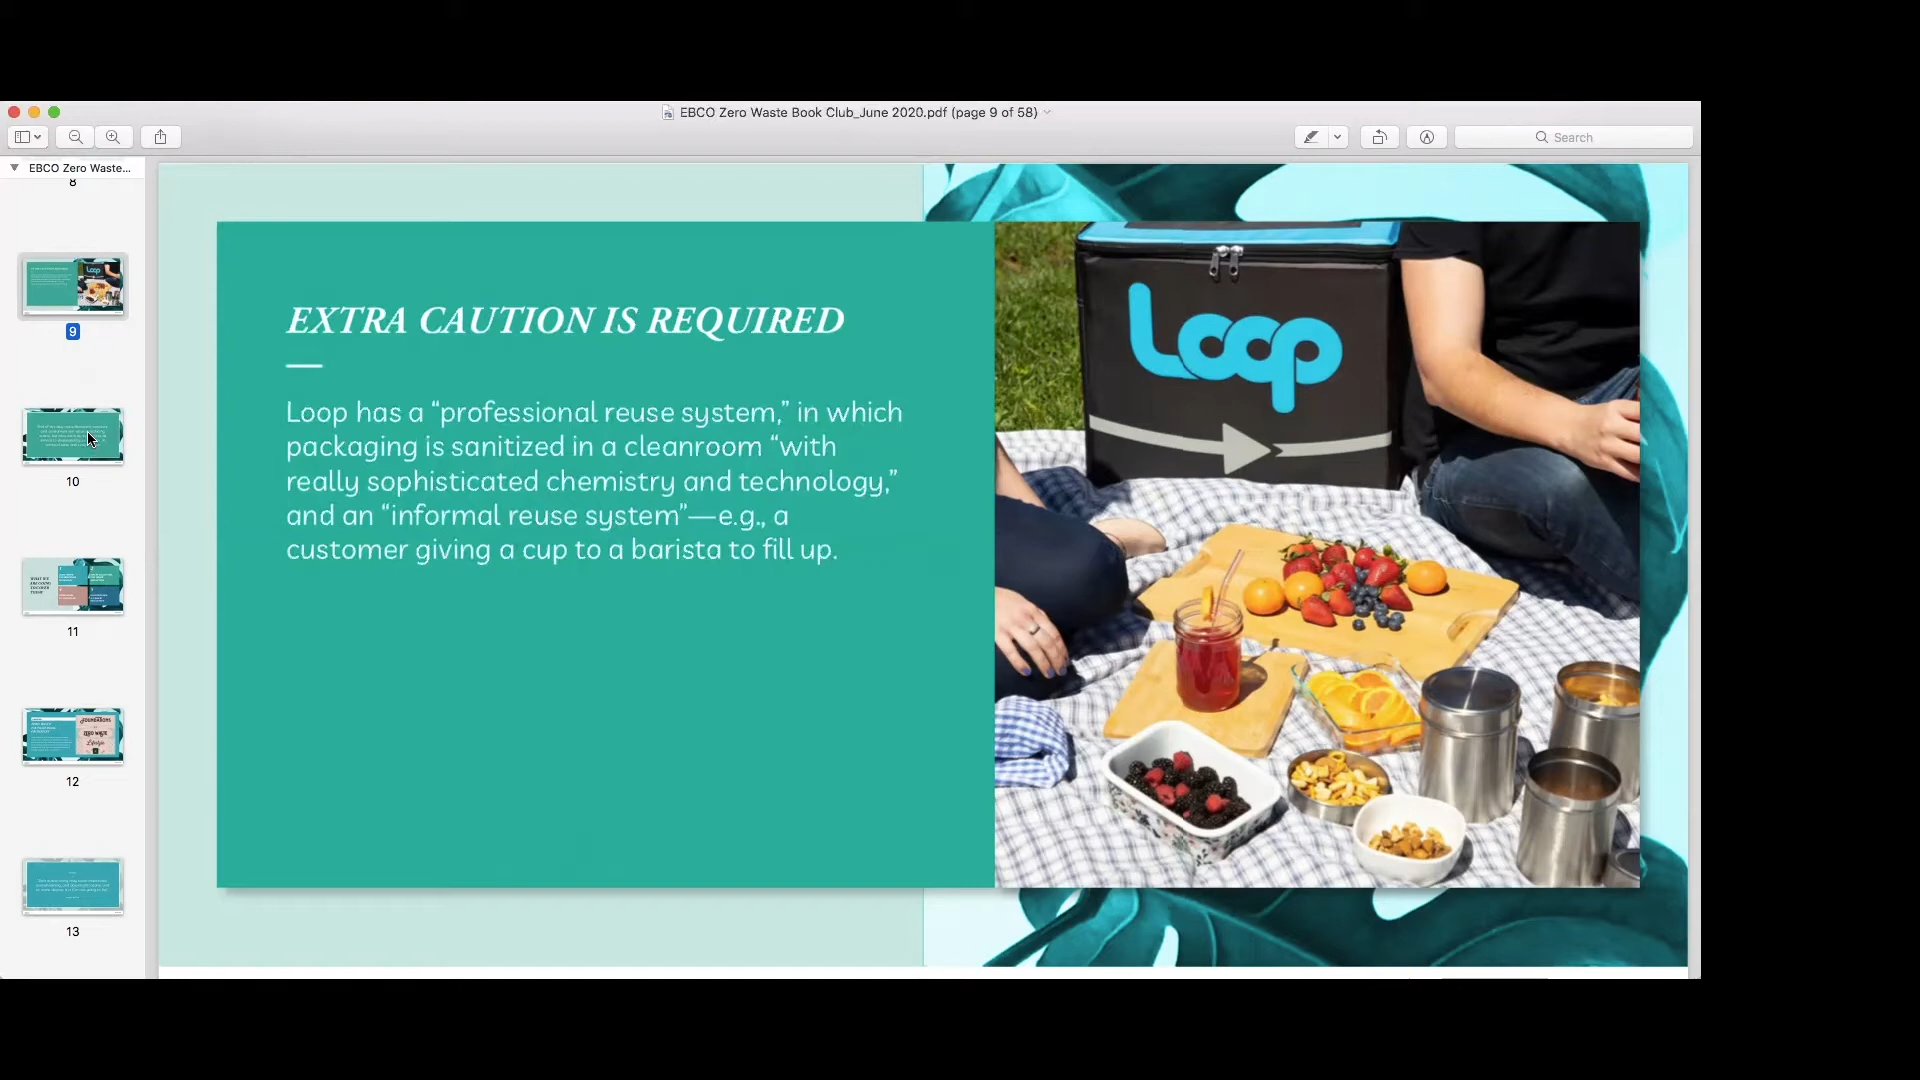 EBCO Zero Waste Book Club_June 2020.pdf (page 9 of 58)
Search
EBCO Zero Waste...
8
9
10
11
12
13
EXTRA CAUTION IS REQUIRED
Loop has a “professional reuse system,” in which
packaging is sanitized in a cleanroom “with
really sophisticated chemistry and technology,”
and an “informal reuse system”—e.g., a
customer giving a cup to a barista to fill up.
Loop